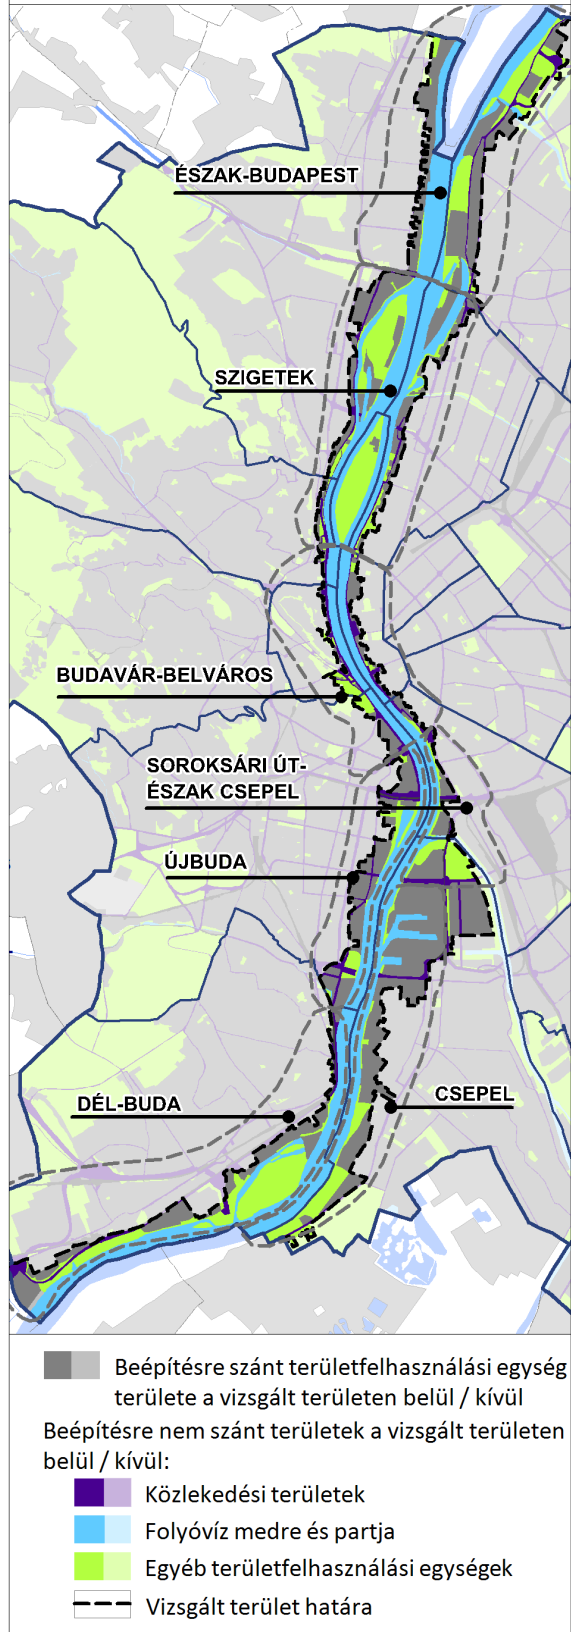 ÉSZAK-BUDAPEST
SZIGETEK
BUDAVÁR-BELVÁROS
SOROKSÁRI ÚT-
ÉSZAK CSEPEL
ÚJBUDA
DÉL-BUDA
CSEPEL
Beépítésre szánt területfelhasználási egység
területe a vizsgált területen belül / kívül
Beépítésre nem szánt területek a vizsgált területen
belül / kívül:
Közlekedési területek
Folyóvíz medre és partja
Egyéb területfelhasználási egységek
Vizsgált terület határa